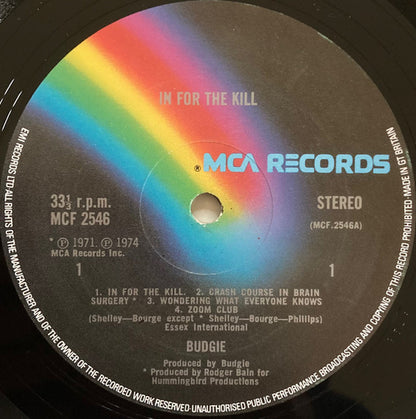 IN FOR THE KILL
® MCA RECORDS
33⅓ r.p.m.
MCF 2546
STEREO
(MCF.2546A)
* ℗ 1971. ℗ 1974
MCA Records Inc.
1
1
1. IN FOR THE KILL. 2. CRASH COURSE IN BRAIN
SURGERY * 3. WONDERING WHAT EVERYONE KNOWS
4. ZOOM CLUB
(Shelley—Bourge except * Shelley—Bourge—Phillips)
Essex International
BUDGIE
Produced by Budgie
* Produced by Rodger Bain for
Hummingbird Productions
EMI RECORDS LTD·ALL RIGHTS OF THE MANUFACTURER AND OF THE OWNER OF THE RECORDED WORK RESERVED·UNAUTHORISED PUBLIC PERFORMANCE BROADCASTING AND COPYING OF THIS RECORD PROHIBITED·MADE IN GT BRITAIN